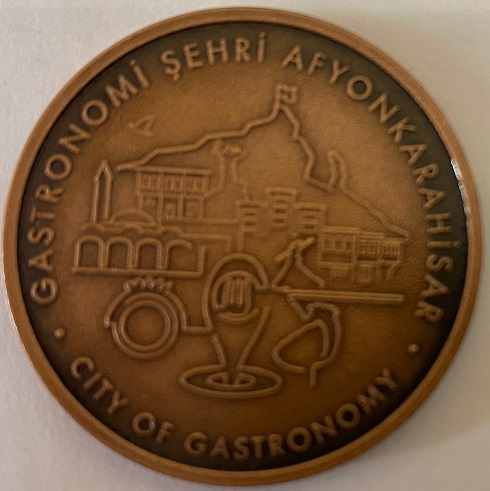 GASTRONOMİ ŞEHRİ AFYONKARAHİSAR
CITY OF GASTRONOMY